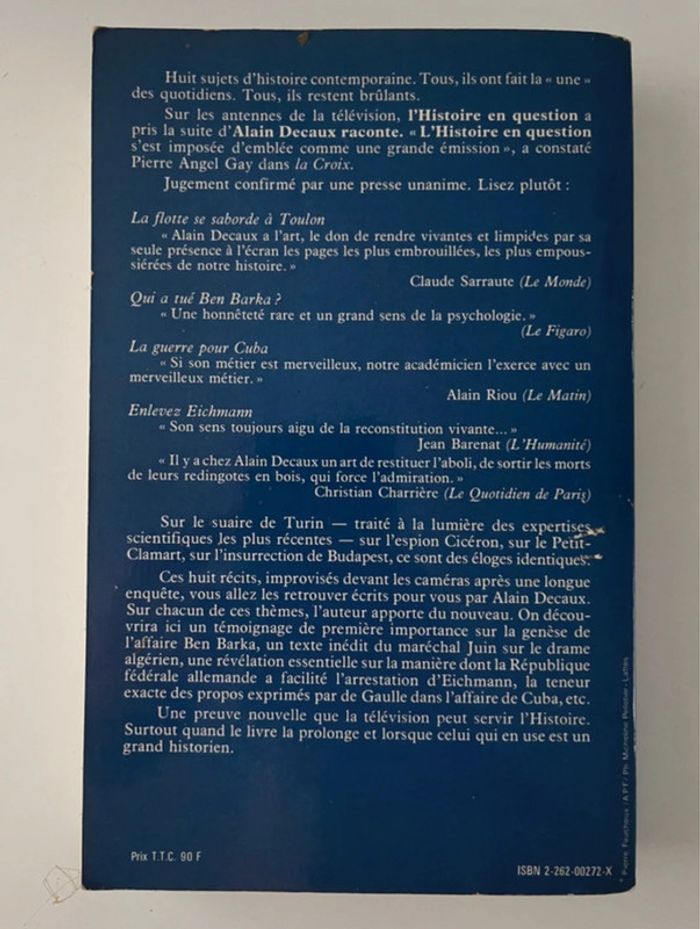 Huit sujets d'histoire contemporaine. Tous, ils ont fait la « une »
des quotidiens. Tous, ils restent brûlants.
Sur les antennes de la télévision, l'Histoire en question a
pris la suite d'Alain Decaux raconte. « L'Histoire en question
s'est imposée d'emblée comme une grande émission », a constaté
Pierre Angel Gay dans la Croix.
Jugement confirmé par une presse unanime. Lisez plutôt :
La flotte se saborde à Toulon
« Alain Decaux a l'art, le don de rendre vivantes et limpides par sa
seule présence à l'écran les pages les plus embrouillées, les plus empous-
siérées de notre histoire. »
Claude Sarraute (Le Monde)
Qui a tué Ben Barka ?
« Une honnêteté rare et un grand sens de la psychologie. »
(Le Figaro)
La guerre pour Cuba
« Si son métier est merveilleux, notre académicien l'exerce avec un
merveilleux métier. »
Alain Riou (Le Matin)
Enlevez Eichmann
« Son sens toujours aigu de la reconstitution vivante... »
Jean Barenat (L'Humanité)
« Il y a chez Alain Decaux un art de restituer l'aboli, de sortir les morts
de leurs redingotes en bois, qui force l'admiration. »
Christian Charrière (Le Quotidien de Paris)
Sur le suaire de Turin — traité à la lumière des expertises
scientifiques les plus récentes — sur l'espion Cicéron, sur le Petit-
Clamart, sur l'insurrection de Budapest, ce sont des éloges identiques.
Ces huit récits, improvisés devant les caméras après une longue
enquête, vous allez les retrouver écrits pour vous par Alain Decaux.
Sur chacun de ces thèmes, l'auteur apporte du nouveau. On décou-
vrira ici un témoignage de première importance sur la genèse de
l'affaire Ben Barka, un texte inédit du maréchal Juin sur le drame
algérien, une révélation essentielle sur la manière dont la République
fédérale allemande a facilité l'arrestation d'Eichmann, la teneur
exacte des propos exprimés par de Gaulle dans l'affaire de Cuba, etc.
Une preuve nouvelle que la télévision peut servir l'Histoire.
Surtout quand le livre la prolonge et lorsque celui qui en use est un
grand historien.
Prix T.T.C. 90 F
ISBN 2-262-00272-X
Pierre Faucheux / A.P.F. / Ph. Micheline Pelletier-Lattès